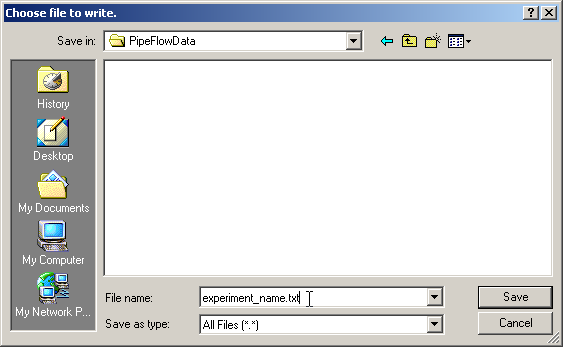 Choose file to write.
Save in: PipeFlowData
History
Desktop
My Documents
My Computer
My Network P...
File name: experiment_name.txt
Save as type: All Files (*.*)
Save
Cancel